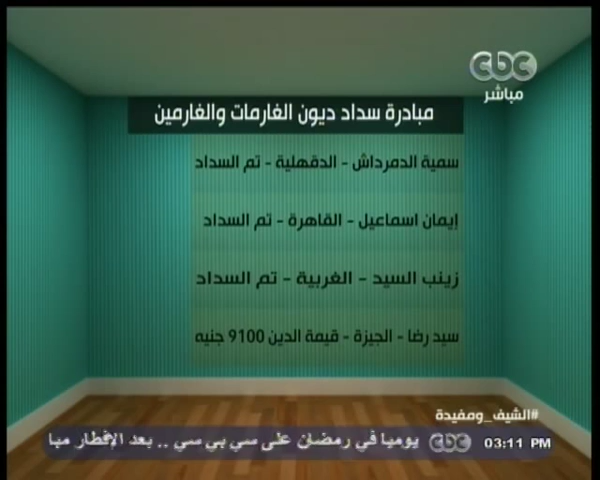 cbc
مباشر
مبادرة سداد ديون الغارمات والغارمين
سمية الدمرداش - الدقهلية - تم السداد
إيمان اسماعيل - القاهرة - تم السداد
زينب السيد - الغربية - تم السداد
سيد رضا - الجيزة - قيمة الدين 9100 جنيه
#الشيف_ومفيدة
يوميا في رمضان على سي بي سي .. بعد الإفطار مبا
cbc 03:11 PM